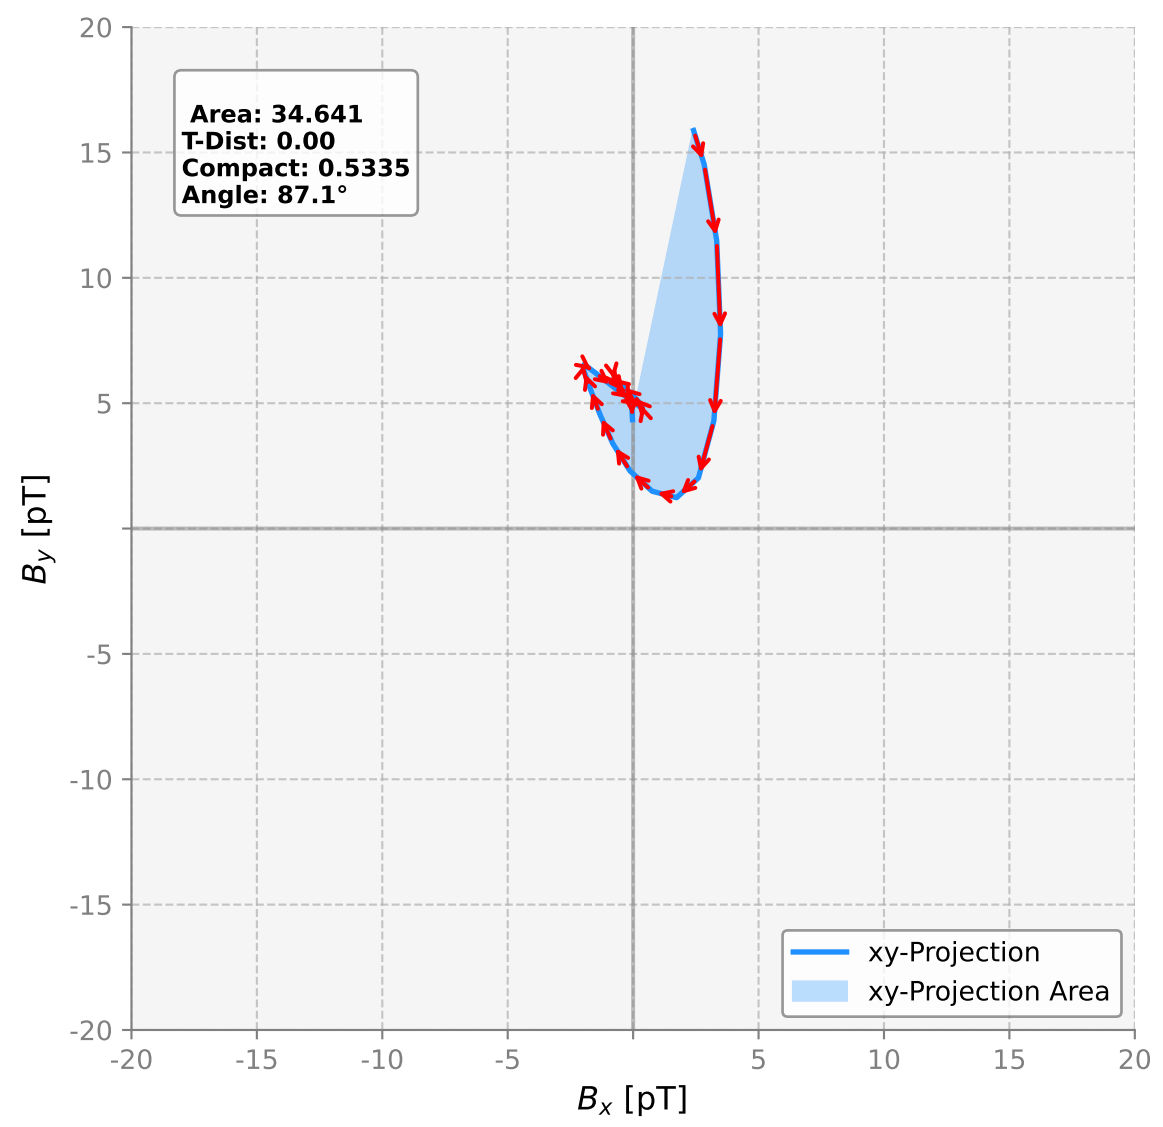 20
15
10
5
-5
-10
-15
-20
-20
-15
-10
-5
5
10
15
20
B_y [pT]
B_x [pT]
Area: 34.641
T-Dist: 0.00
Compact: 0.5335
Angle: 87.1°
xy-Projection
xy-Projection Area